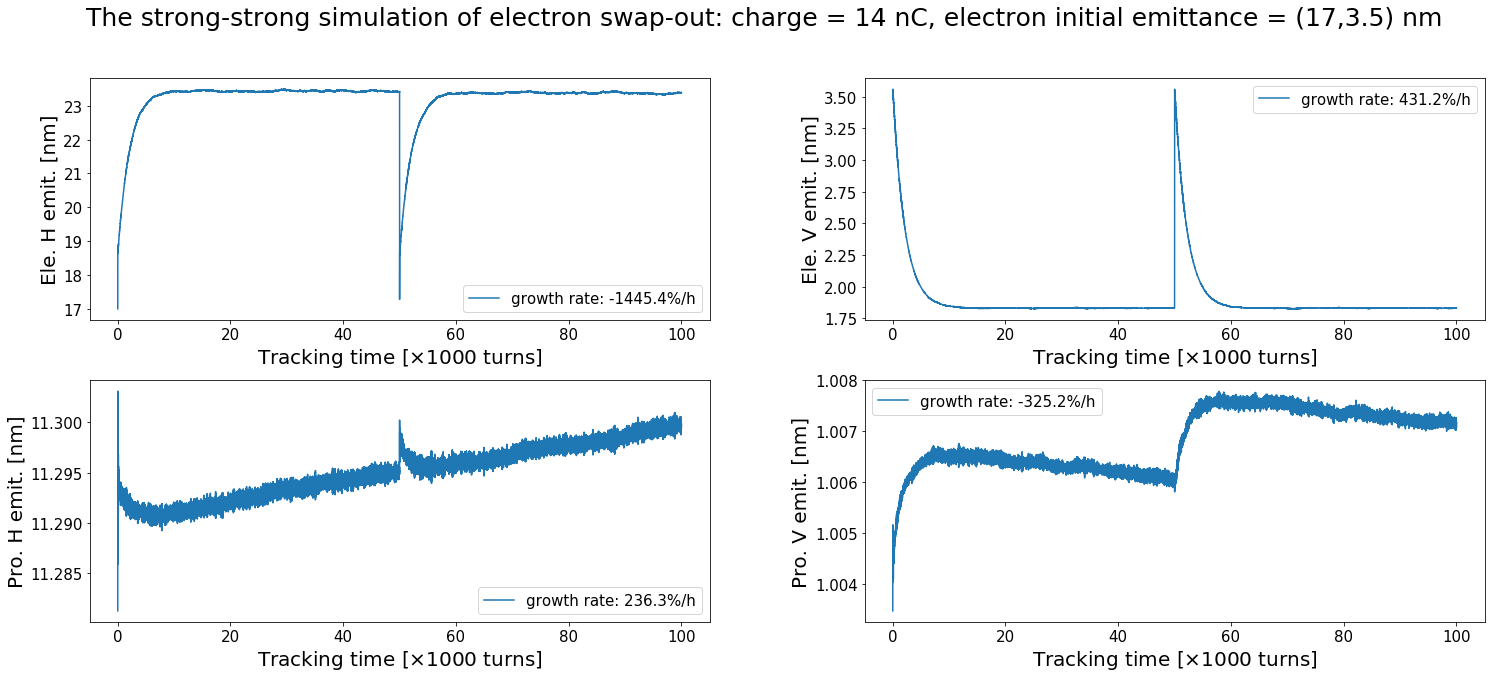 The strong-strong simulation of electron swap-out: charge = 14 nC, electron initial emittance = (17,3.5) nm
Ele. H emit. [nm]
23
22
21
20
19
18
17
growth rate: -1445.4%/h
0 20 40 60 80 100
Tracking time [×1000 turns]
Ele. V emit. [nm]
3.50
3.25
3.00
2.75
2.50
2.25
2.00
1.75
growth rate: 431.2%/h
0 20 40 60 80 100
Tracking time [×1000 turns]
Pro. H emit. [nm]
11.300
11.295
11.290
11.285
growth rate: 236.3%/h
0 20 40 60 80 100
Tracking time [×1000 turns]
Pro. V emit. [nm]
1.008
1.007
1.006
1.005
1.004
growth rate: -325.2%/h
0 20 40 60 80 100
Tracking time [×1000 turns]